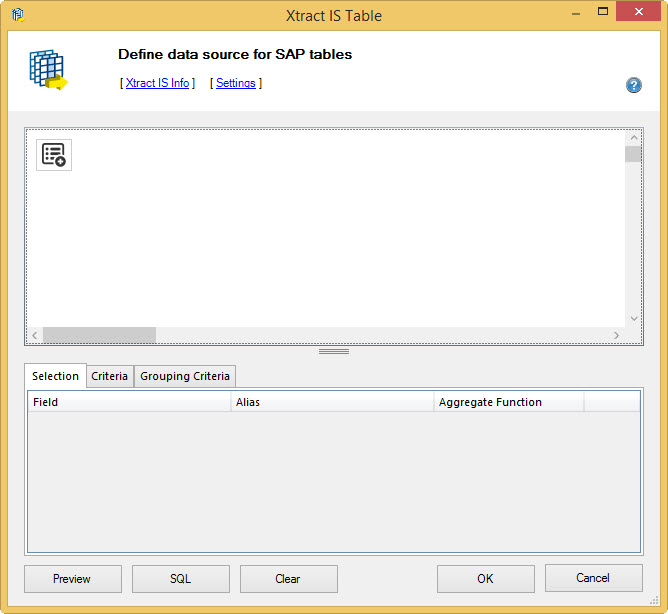 Xtract IS Table
Define data source for SAP tables
[ Xtract IS Info ] [ Settings ]
Selection Criteria Grouping Criteria
Field Alias Aggregate Function
Preview SQL Clear OK Cancel